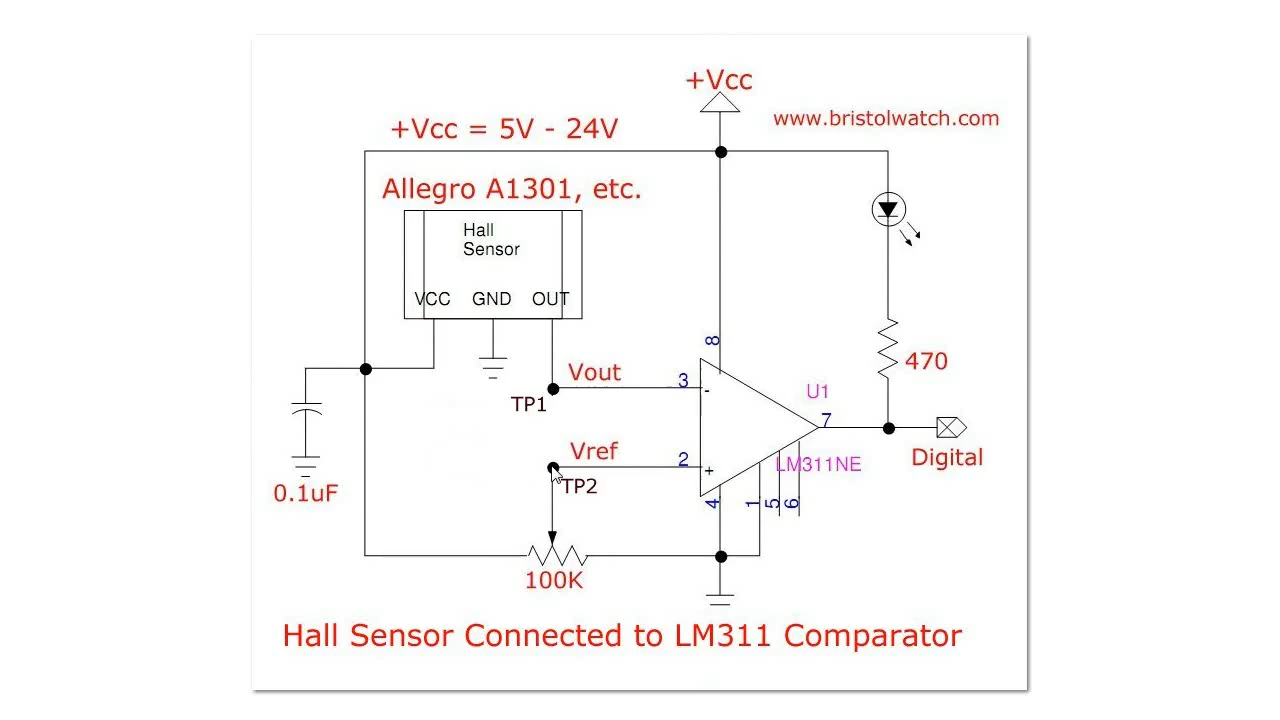 +Vcc
www.bristolwatch.com
+Vcc = 5V - 24V
Allegro A1301, etc.
Hall
Sensor
VCC GND OUT
8
470
Vout
3
-
U1
TP1
7
Vref
2
+
LM311NE
Digital
TP2
0.1uF
4
1
5
6
100K
Hall Sensor Connected to LM311 Comparator